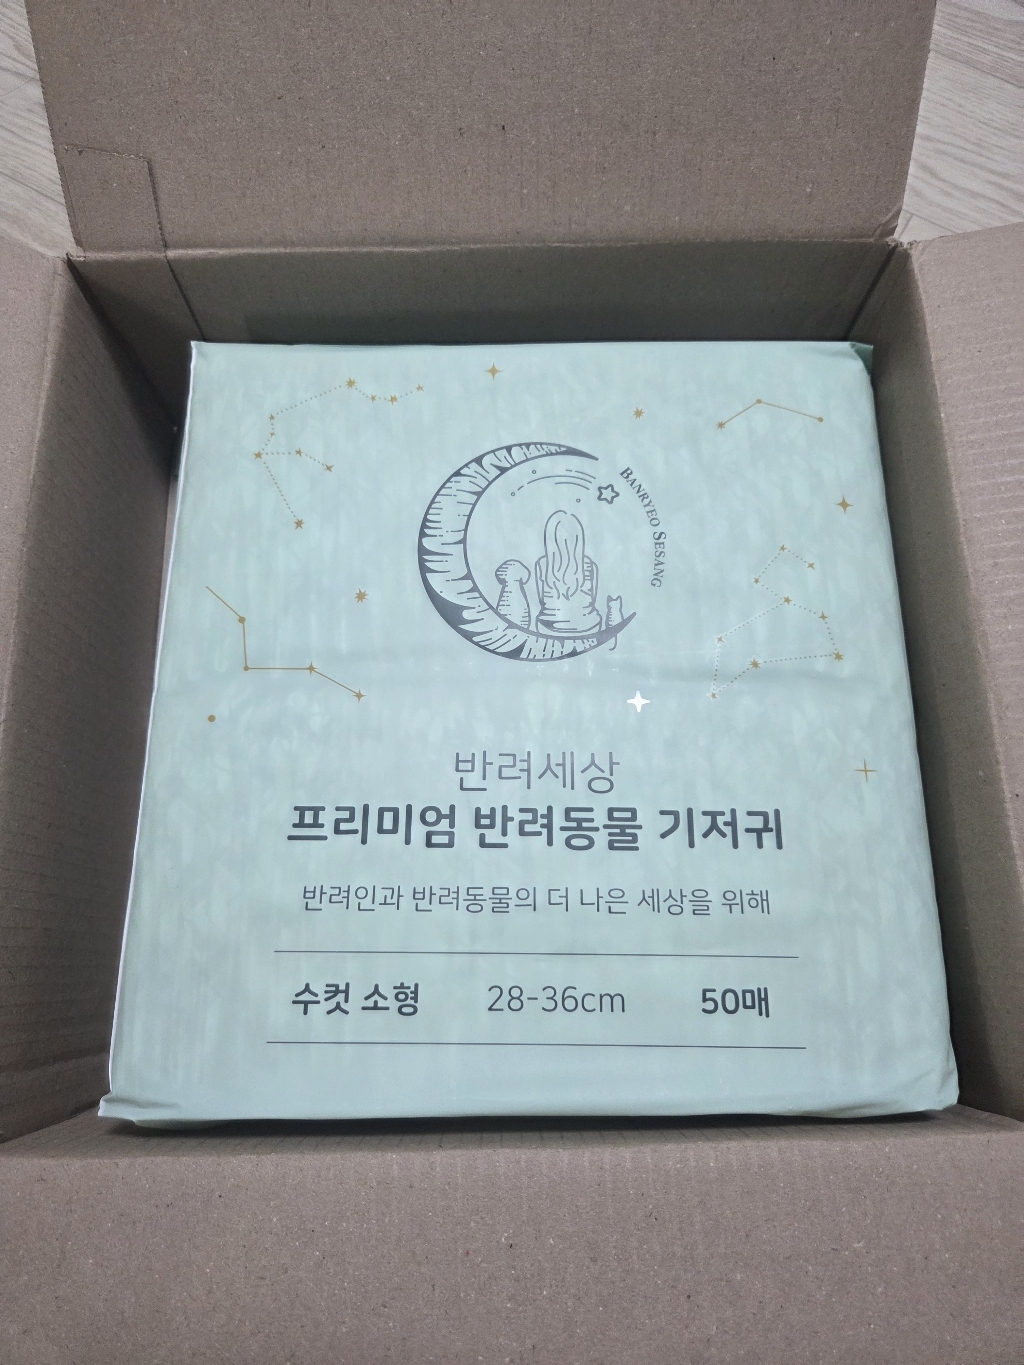 BANRYEO SESANG
반려세상
프리미엄 반려동물 기저귀
반려인과 반려동물의 더 나은 세상을 위해
수컷 소형 28-36cm 50매